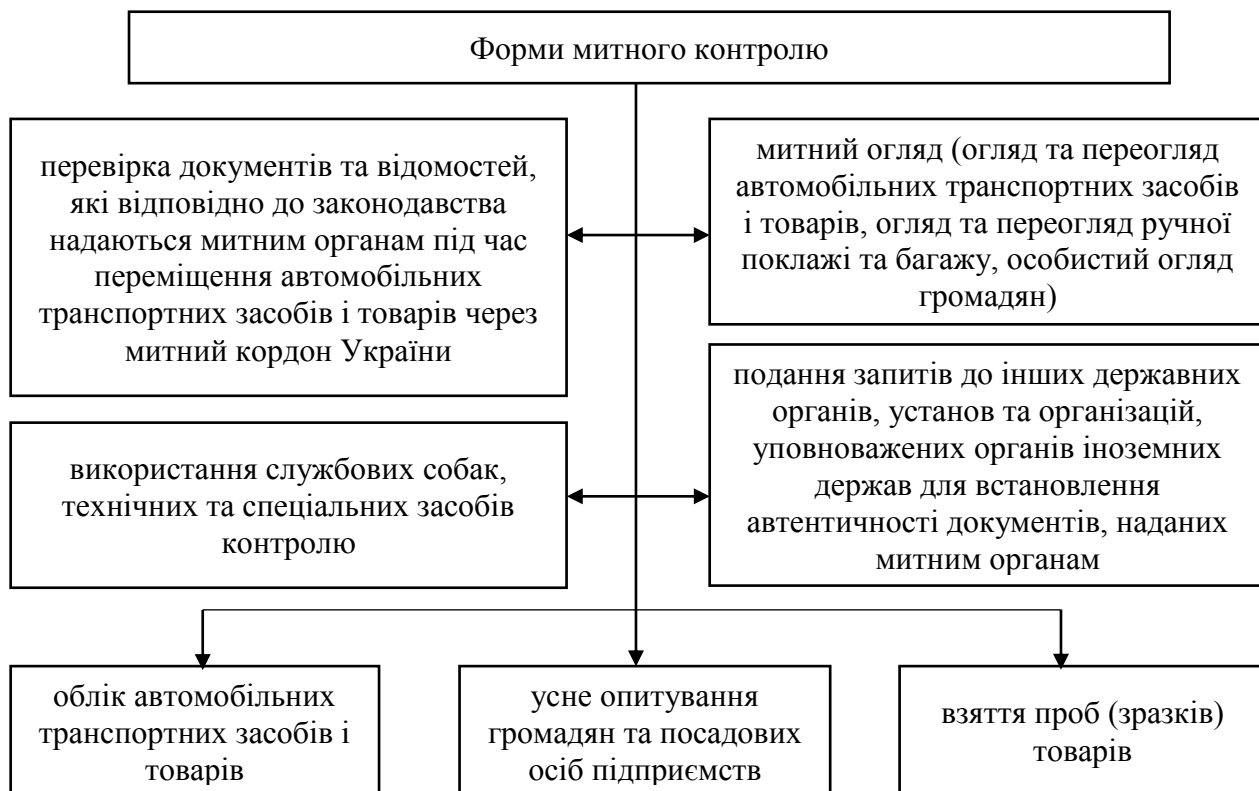 Форми митного контролю
перевірка документів та відомостей,
які відповідно до законодавства
надаються митним органам під час
переміщення автомобільних
транспортних засобів і товарів через
митний кордон України
митний огляд (огляд та переогляд
автомобільних транспортних засобів
і товарів, огляд та переогляд ручної
поклажі та багажу, особистий огляд
громадян)
використання службових собак,
технічних та спеціальних засобів
контролю
подання запитів до інших державних
органів, установ та організацій,
уповноважених органів іноземних
держав для встановлення
автентичності документів, наданих
митним органам
облік автомобільних
транспортних засобів і
товарів
усне опитування
громадян та посадових
осіб підприємств
взяття проб (зразків)
товарів